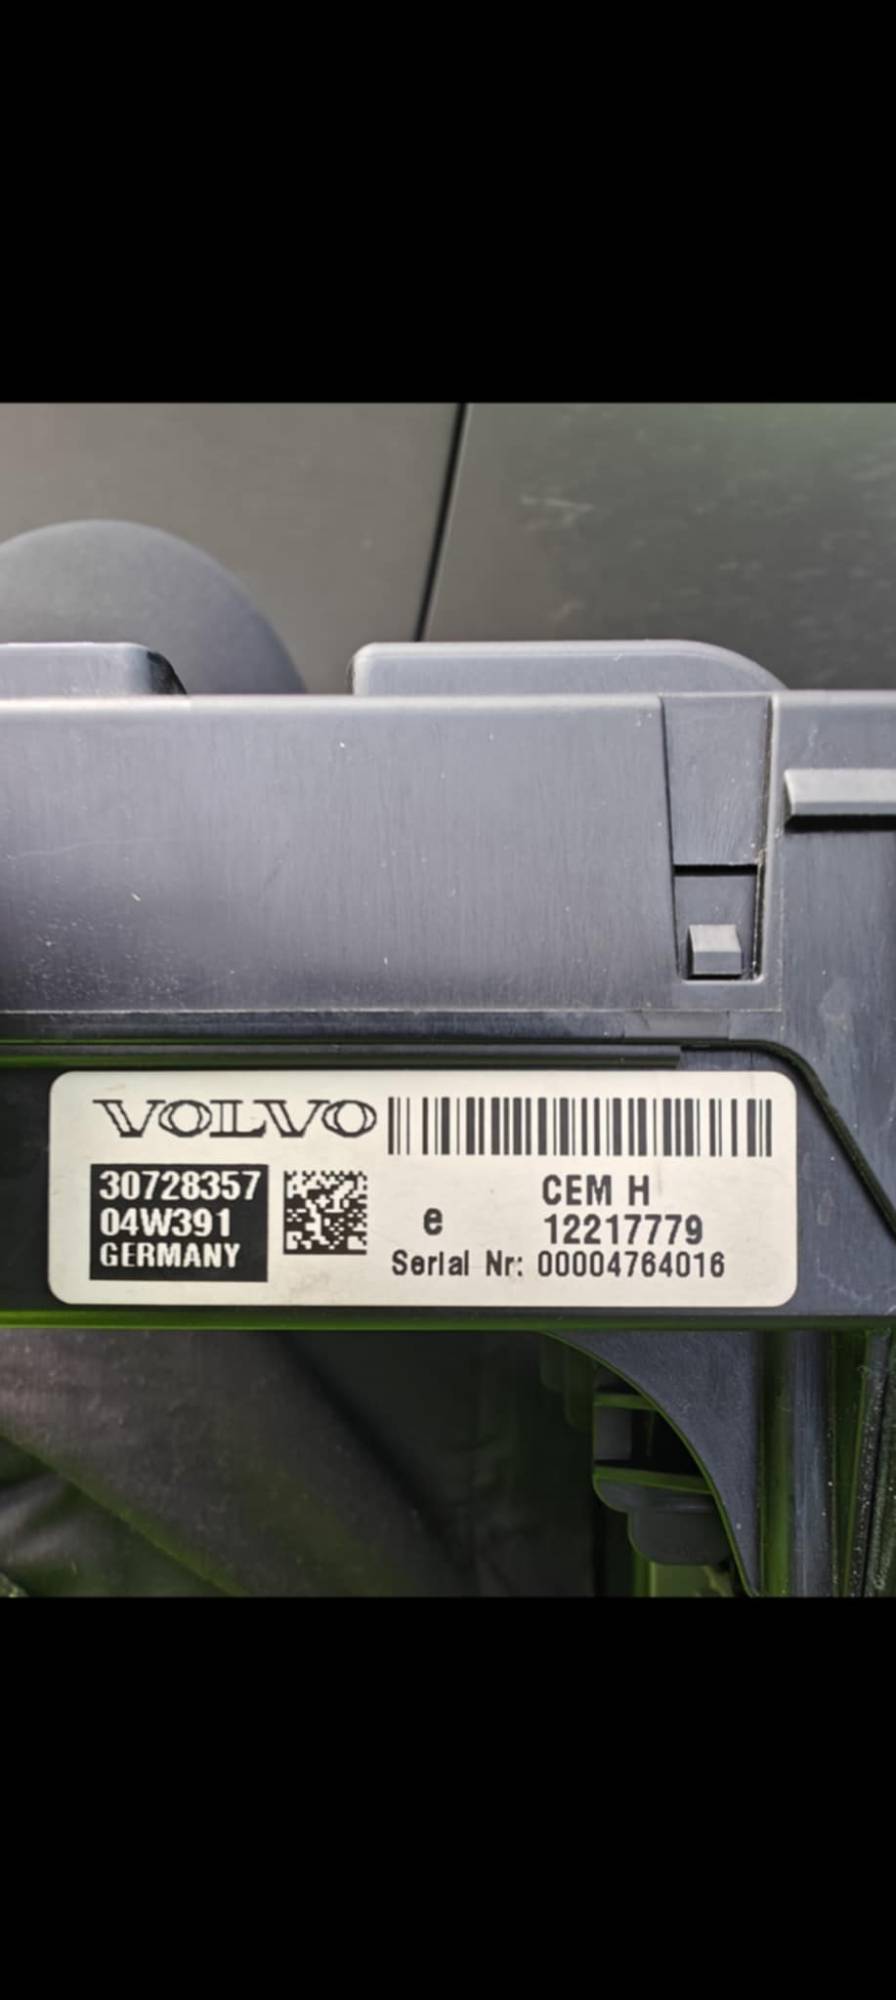 VOLVO
30728357
04W391
GERMANY
e
CEM H
12217779
Serial Nr: 00004764016